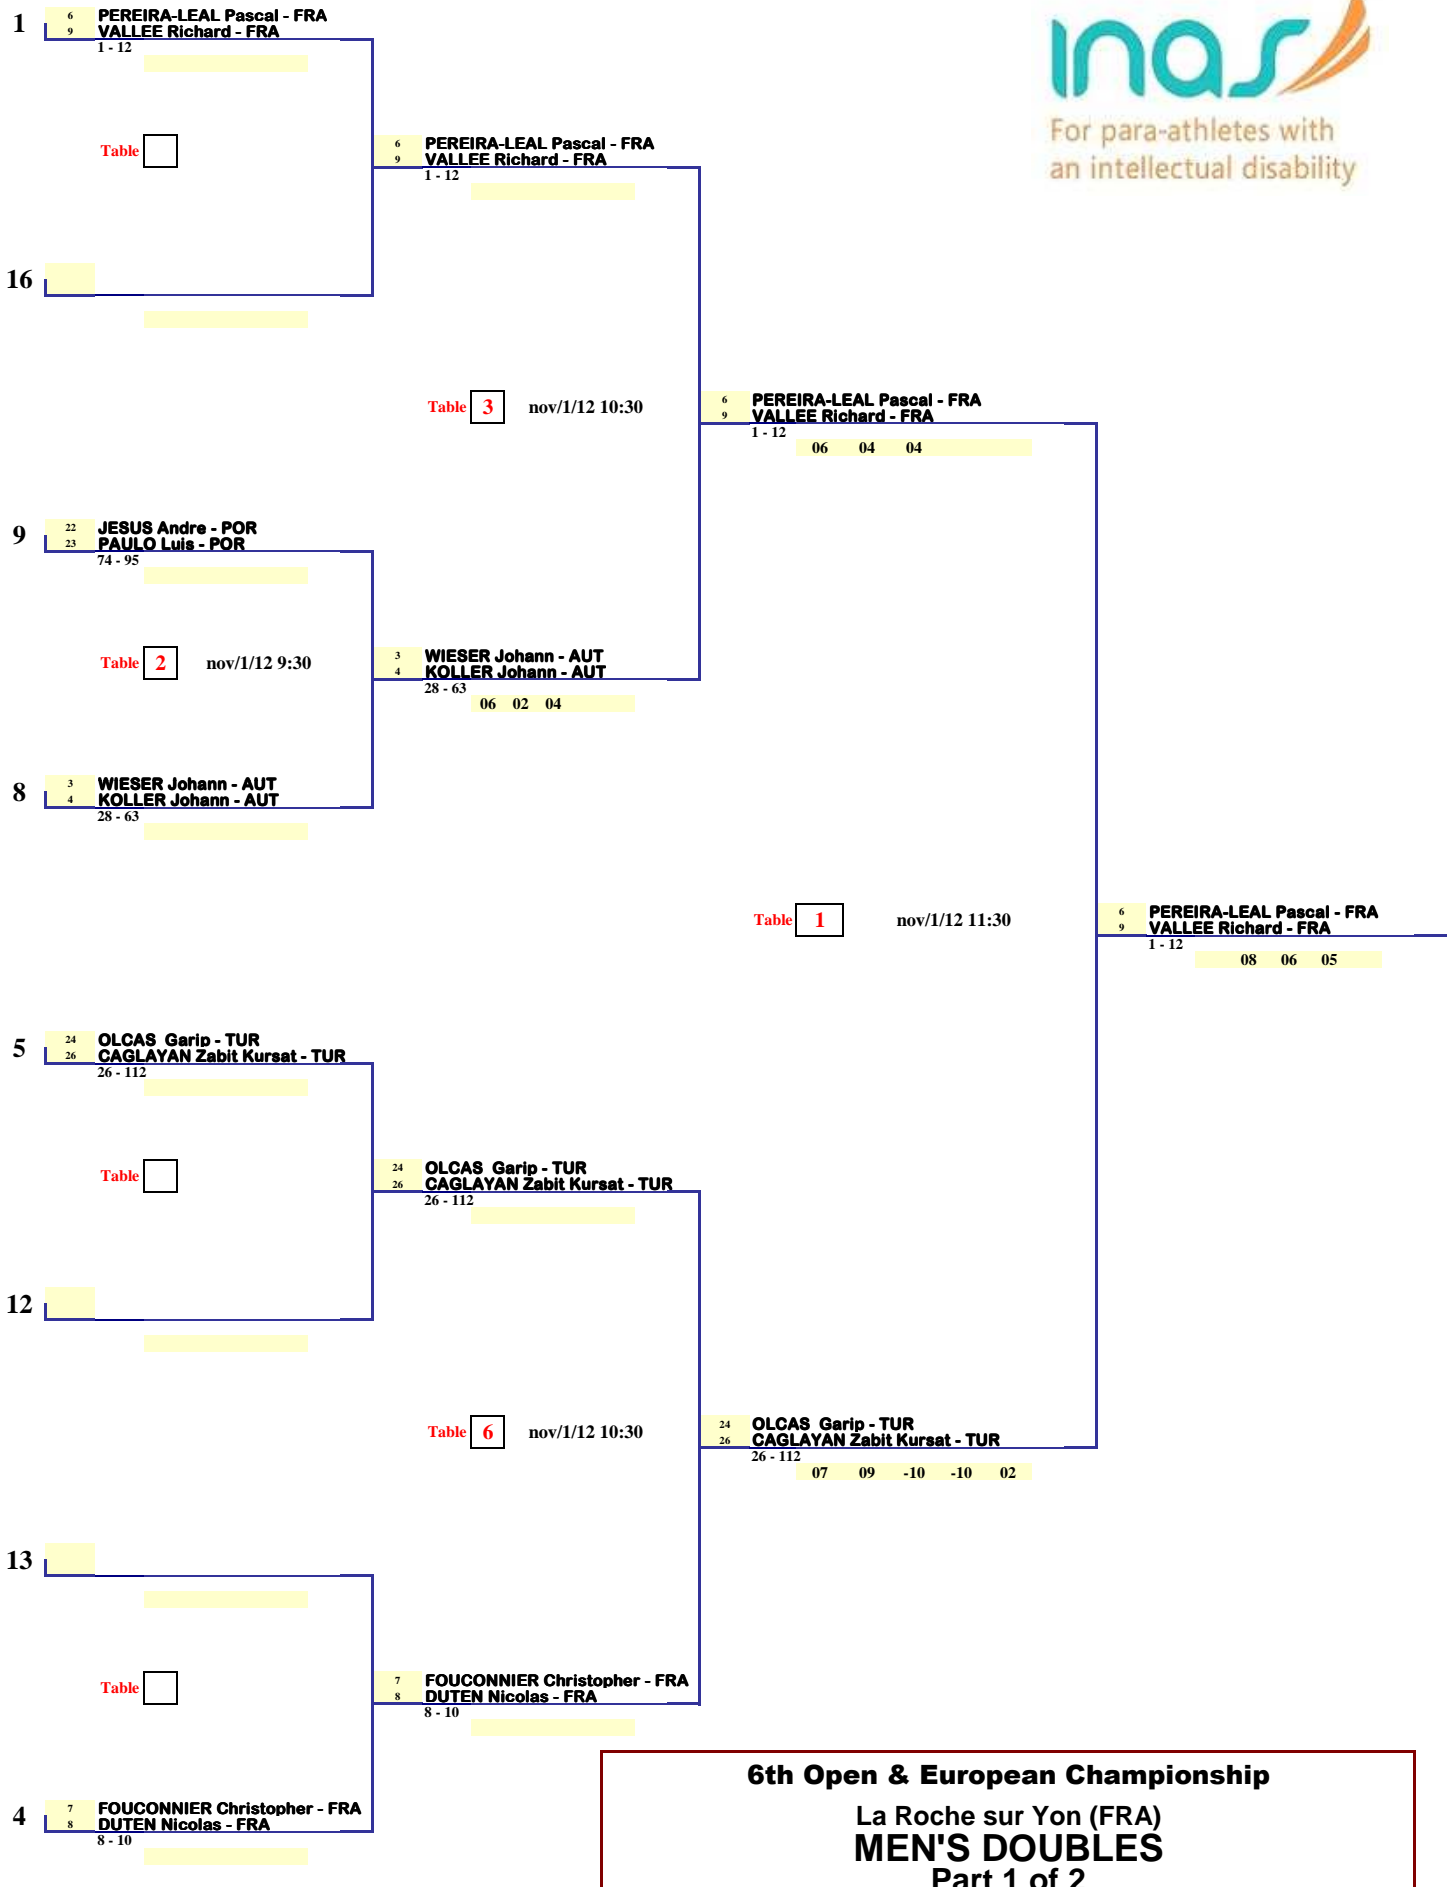 1
6 PEREIRA-LEAL Pascal - FRA
9 VALLEE Richard - FRA
1 - 12
ınas
For para-athletes with
an intellectual disability
Table
6 PEREIRA-LEAL Pascal - FRA
9 VALLEE Richard - FRA
1 - 12
16
Table 3 nov/1/12 10:30
6 PEREIRA-LEAL Pascal - FRA
9 VALLEE Richard - FRA
1 - 12
06 04 04
9
22 JESUS Andre - POR
23 PAULO Luis - POR
74 - 95
Table 2 nov/1/12 9:30
3 WIESER Johann - AUT
4 KOLLER Johann - AUT
28 - 63
06 02 04
8
3 WIESER Johann - AUT
4 KOLLER Johann - AUT
28 - 63
Table 1 nov/1/12 11:30
6 PEREIRA-LEAL Pascal - FRA
9 VALLEE Richard - FRA
1 - 12
08 06 05
5
24 OLCAS Garip - TUR
26 CAGLAYAN Zabit Kursat - TUR
26 - 112
Table
24 OLCAS Garip - TUR
26 CAGLAYAN Zabit Kursat - TUR
26 - 112
12
Table 6 nov/1/12 10:30
24 OLCAS Garip - TUR
26 CAGLAYAN Zabit Kursat - TUR
26 - 112
07 09 -10 -10 02
13
Table
7 FOUCONNIER Christopher - FRA
8 DUTEN Nicolas - FRA
8 - 10
4
7 FOUCONNIER Christopher - FRA
8 DUTEN Nicolas - FRA
8 - 10
6th Open & European Championship
La Roche sur Yon (FRA)
MEN'S DOUBLES
Part 1 of 2